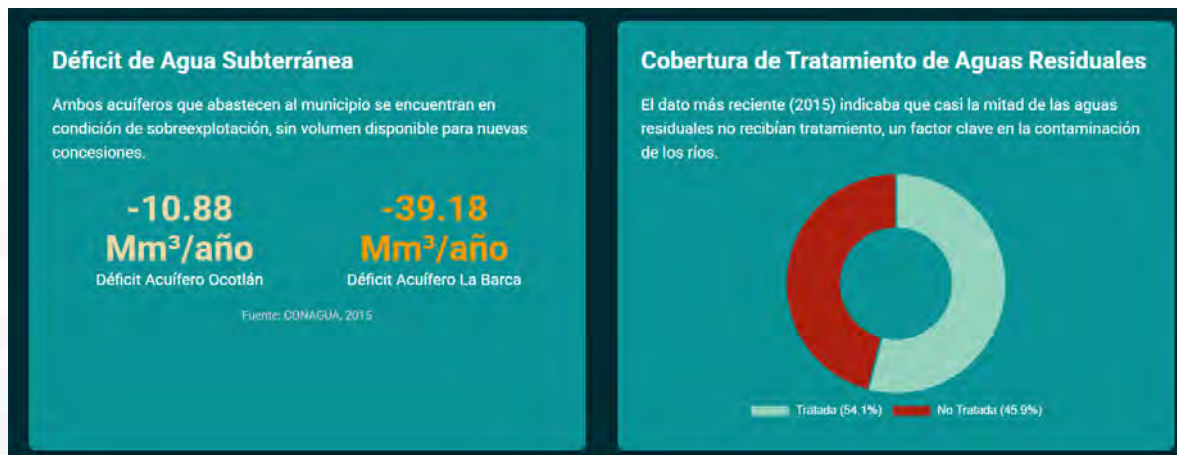 Déficit de Agua Subterránea
Ambos acuíferos que abastecen al municipio se encuentran en
condición de sobreexplotación, sin volumen disponible para nuevas
concesiones.
-10.88
Mm³/año
Déficit Acuífero Ocotlán
-39.18
Mm³/año
Déficit Acuífero La Barca
Fuente: CONAGUA, 2015
Cobertura de Tratamiento de Aguas Residuales
El dato más reciente (2015) indicaba que casi la mitad de las aguas
residuales no recibían tratamiento, un factor clave en la contaminación
de los ríos.
Tratada (54.1%) No Tratada (45.9%)